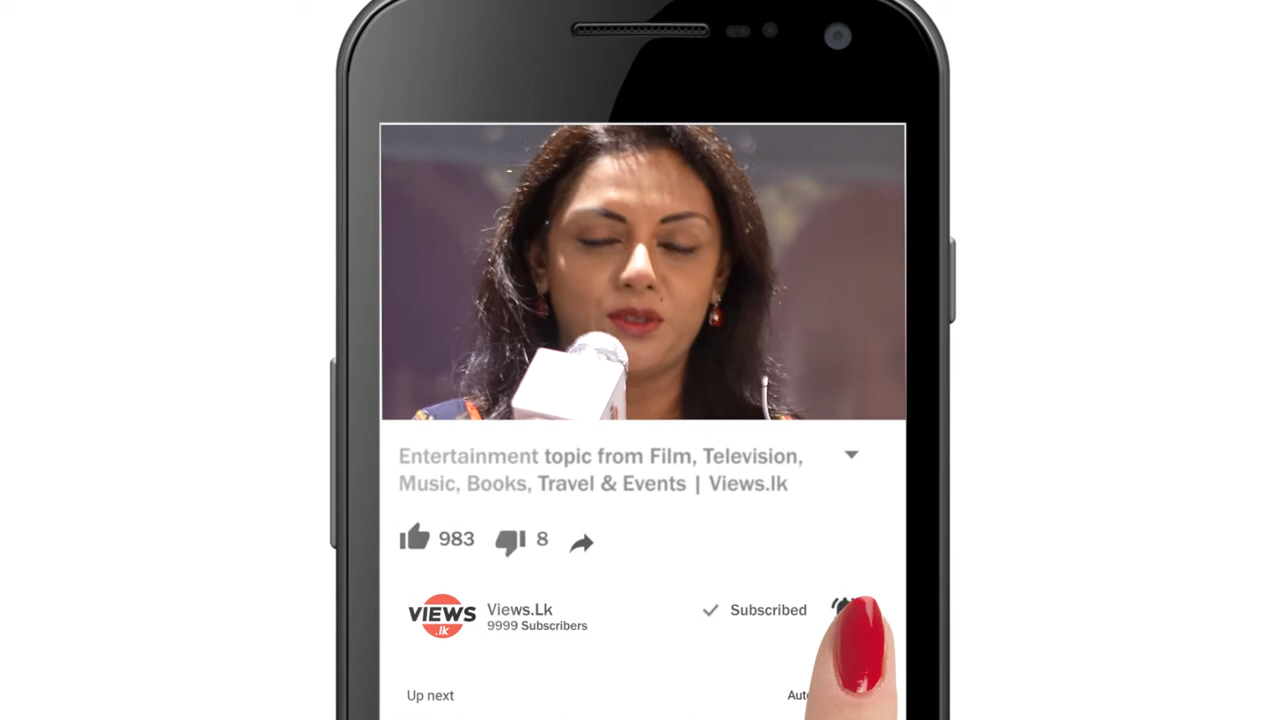 Entertainment topic from Film, Television,
Music, Books, Travel & Events | Views.lk
983 8
VIEWS
.lk
Views.Lk
9999 Subscribers
Subscribed
Up next